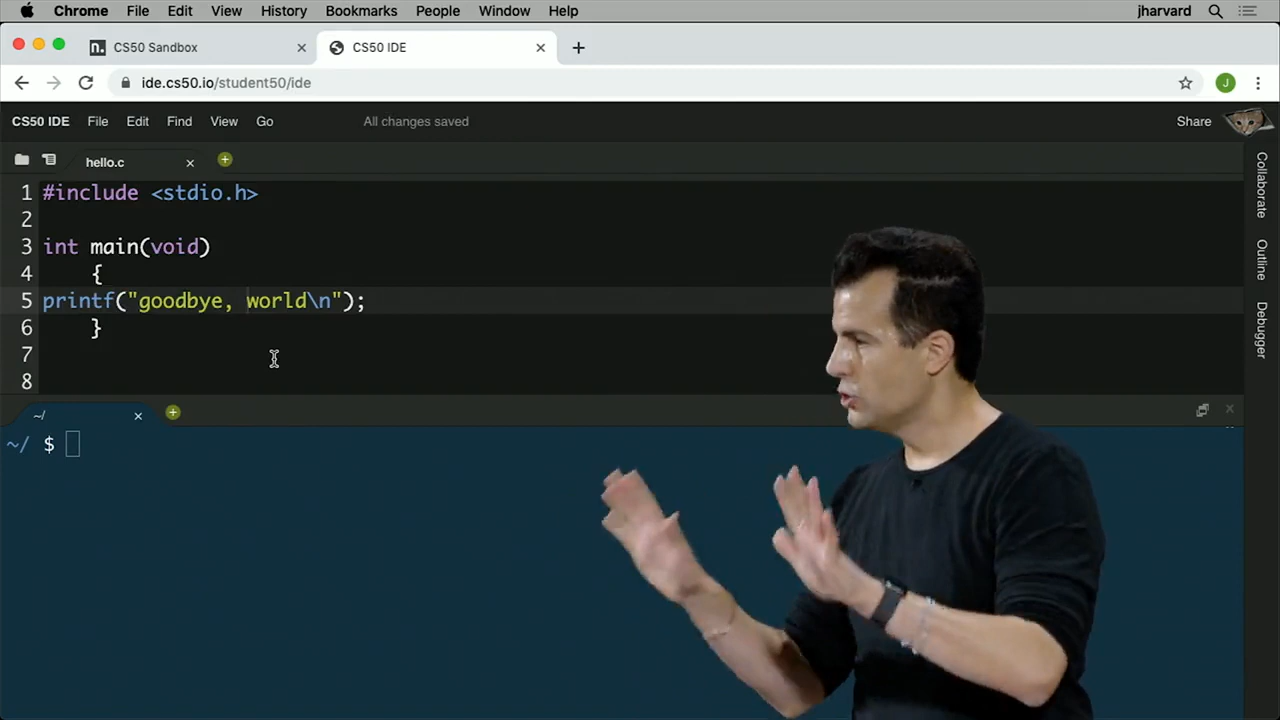 Chrome File Edit View History Bookmarks People Window Help jharvard
n. CS50 Sandbox × CS50 IDE × +
ide.cs50.io/student50/ide J
CS50 IDE File Edit Find View Go All changes saved Share
hello.c × +
1 #include <stdio.h>
2
3 int main(void)
4     {
5 printf("goodbye, world\n");
6     }
7
8
Collaborate
Outline
Debugger
~/ × +
~/ $